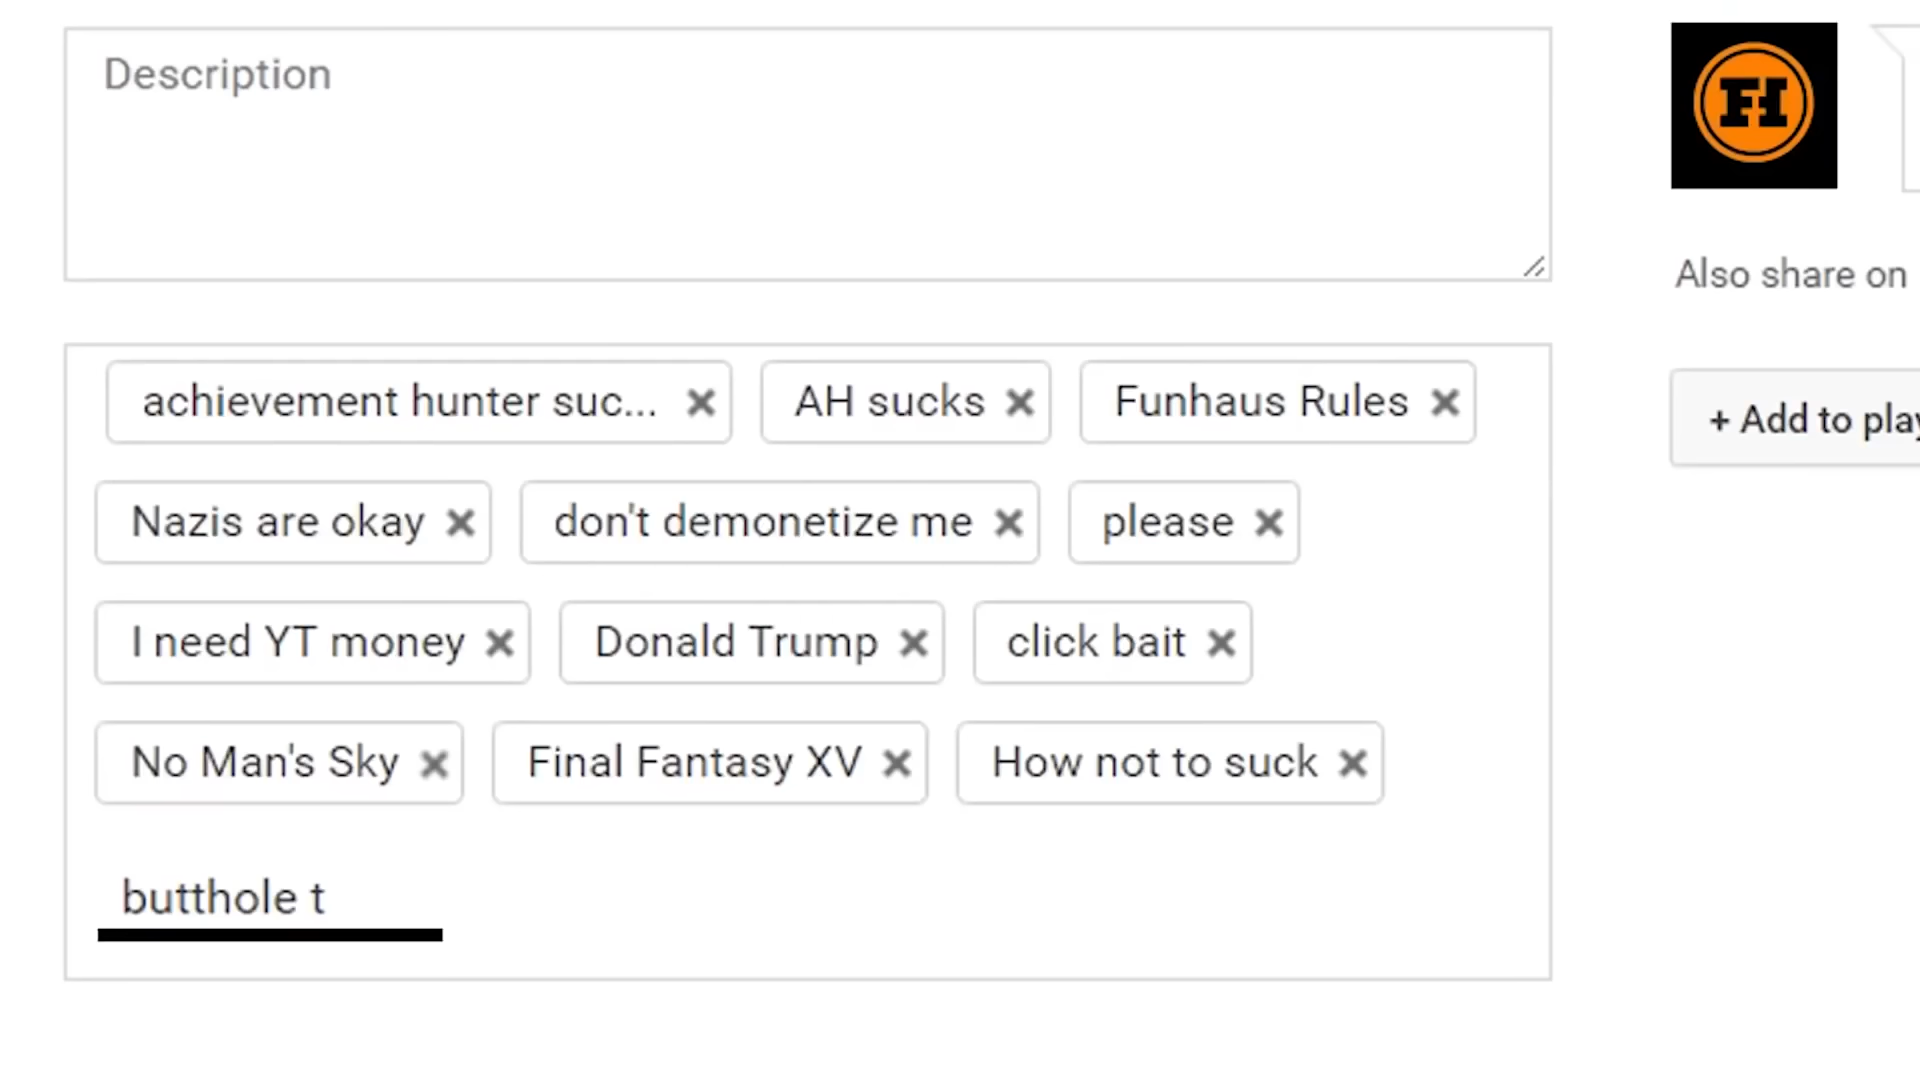 Description
FH
Also share on
achievement hunter suc... × AH sucks × Funhaus Rules ×
+ Add to play
Nazis are okay × don't demonetize me × please ×
I need YT money × Donald Trump × click bait ×
No Man's Sky × Final Fantasy XV × How not to suck ×
butthole t